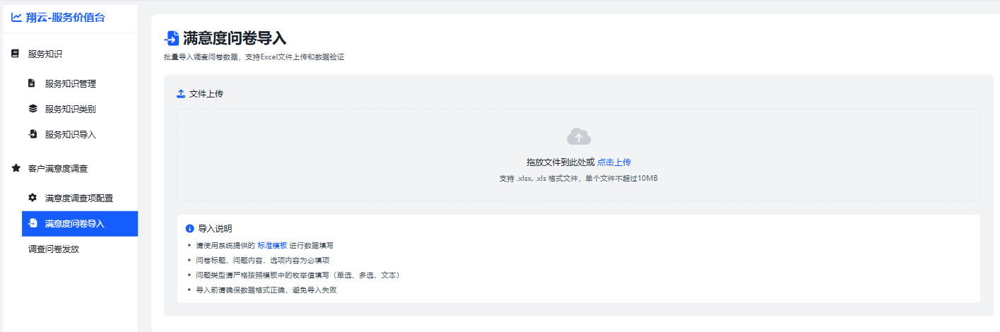 翔云-服务价值台
服务知识
服务知识管理
服务知识类别
服务知识导入
客户满意度调查
满意度调查项配置
满意度问卷导入
调查问卷发放
满意度问卷导入
批量导入调查问卷数据，支持Excel文件上传和数据验证
文件上传
拖放文件到此处或 点击上传
支持 .xlsx, .xls 格式文件，单个文件不超过10MB
导入说明
• 请使用系统提供的 标准模板 进行数据填写
• 问卷标题、问题内容、选项内容为必填项
• 问题类型请严格按照模板中的枚举值填写（单选、多选、文本）
• 导入前请确保数据格式正确，避免导入失败